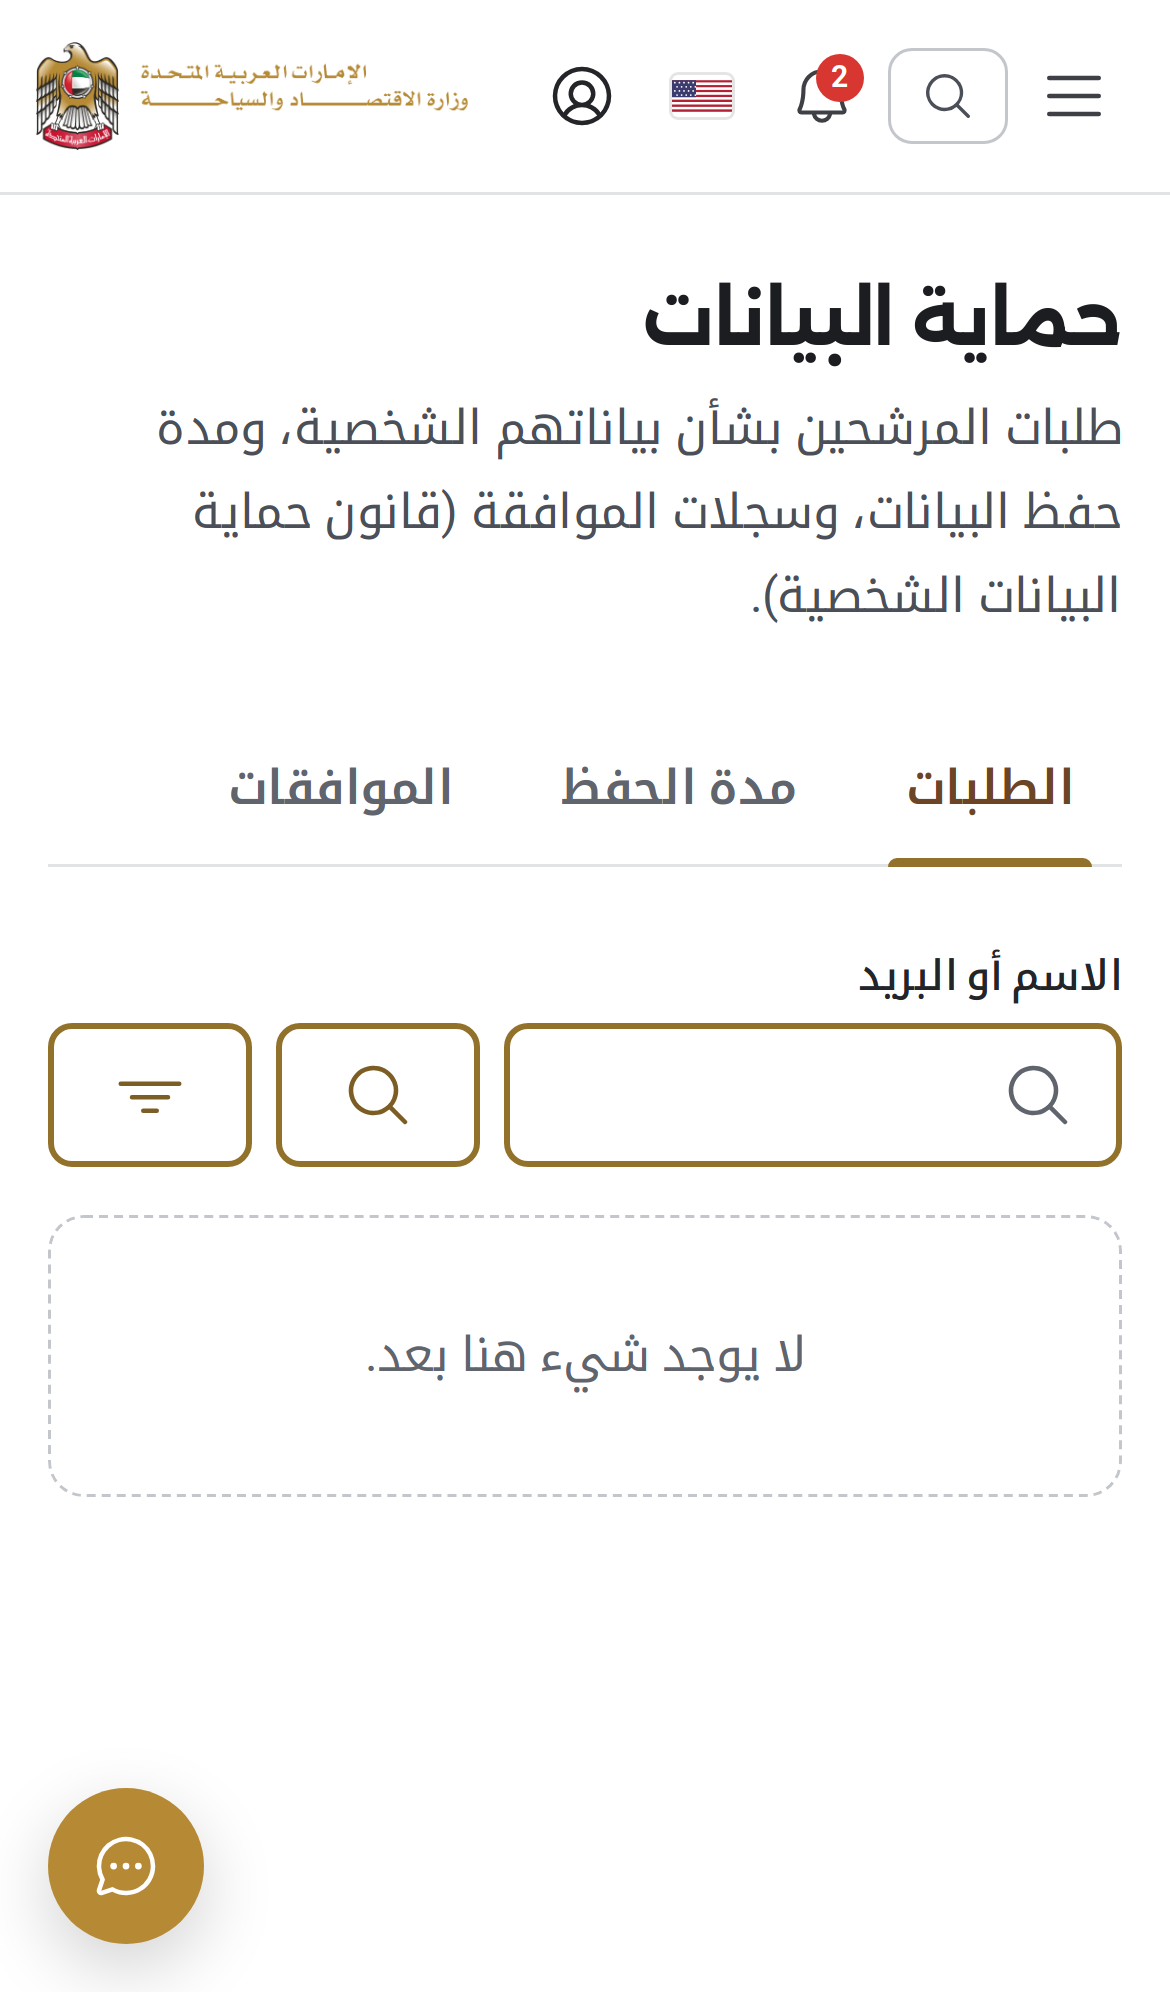 الإمارات العربية المتحدة
وزارة الاقتصاد والسياحة
2
حماية البيانات
طلبات المرشحين بشأن بياناتهم الشخصية، ومدة
حفظ البيانات، وسجلات الموافقة (قانون حماية
البيانات الشخصية).
الطلبات
مدة الحفظ
الموافقات
الاسم أو البريد
لا يوجد شيء هنا بعد.